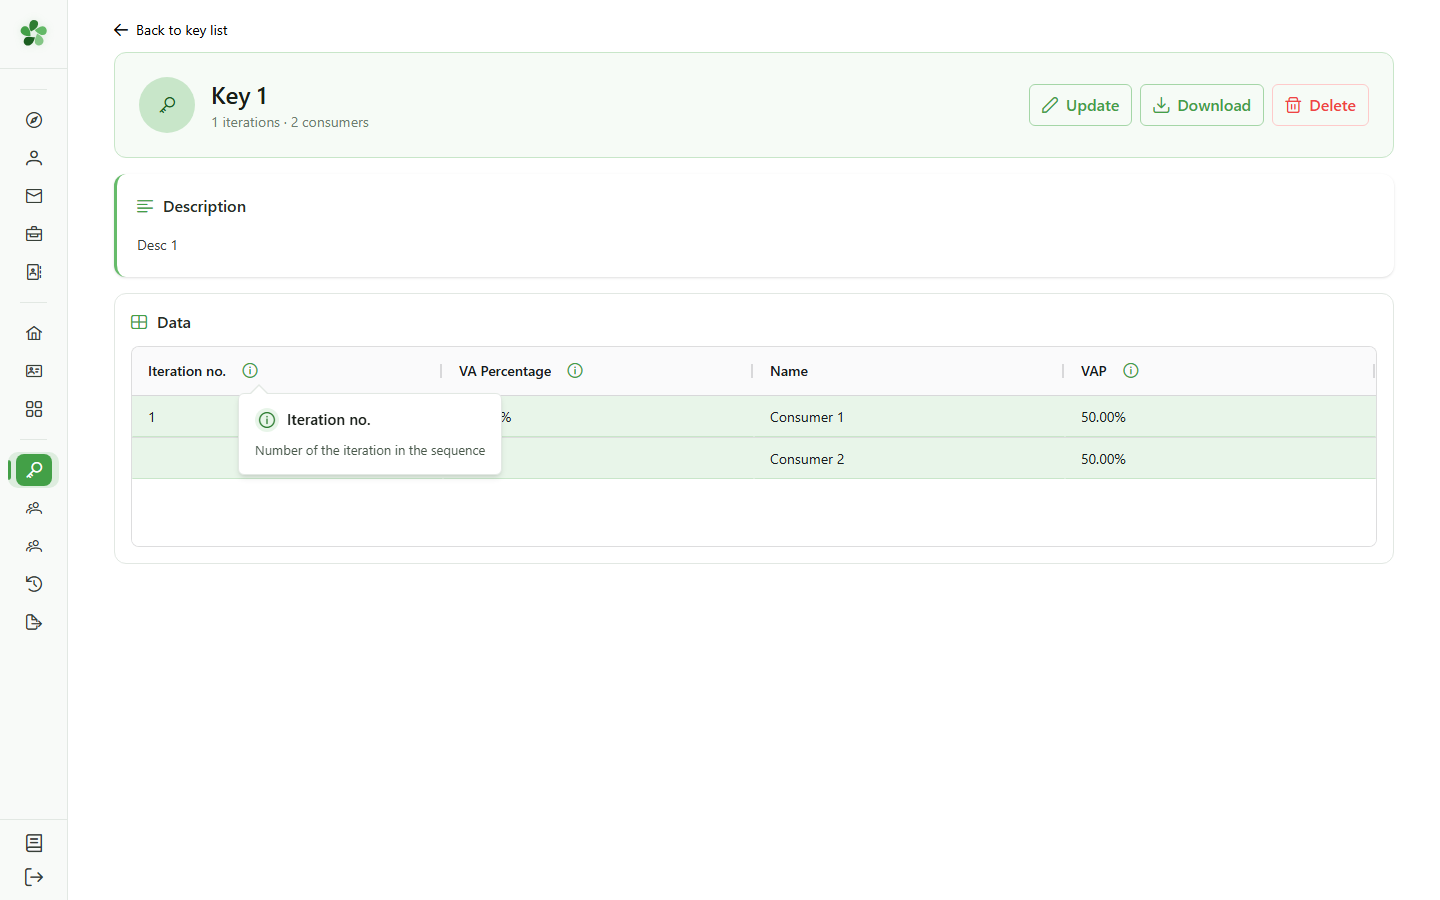 Back to key list
Key 1
1 iterations · 2 consumers
Update
Download
Delete
Description
Desc 1
Data
Iteration no.
VA Percentage
Name
VAP
1
%
Consumer 1
50.00%
Iteration no.
Number of the iteration in the sequence
Consumer 2
50.00%